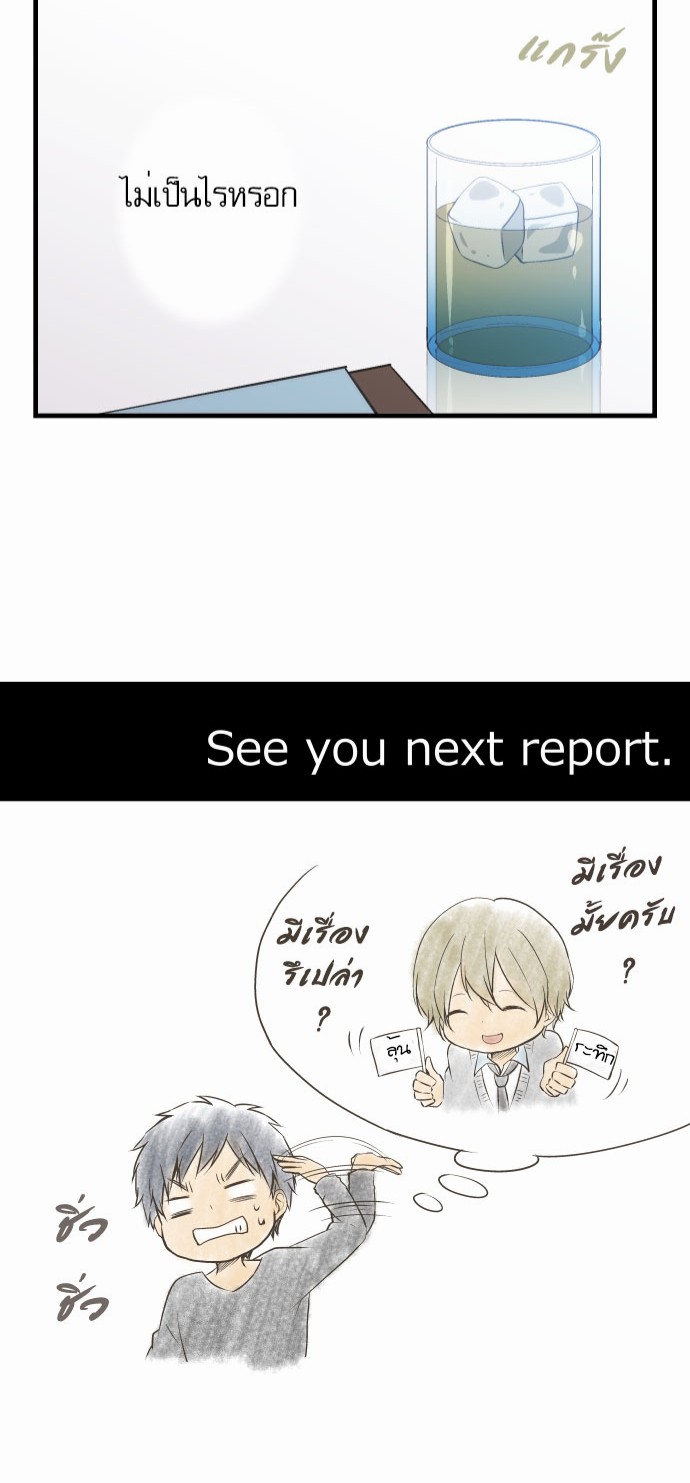 แกร๊ง
ไม่เป็นไรหรอก
See you next report.
มีเรื่อง
มั้ยครับ
?
มีเรื่อง
รึเปล่า
?
ลุ้น
ระทึก
ชิ่ว
ชิ่ว